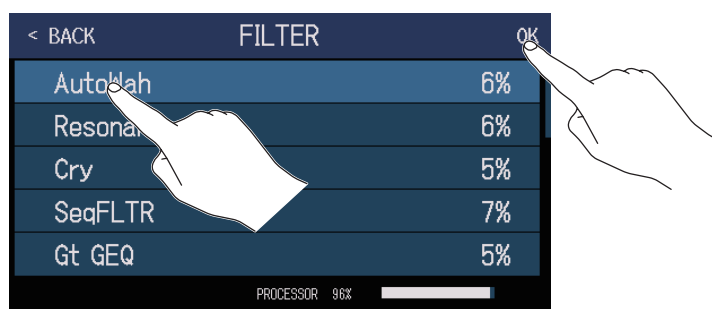 < BACK FILTER OK
AutoWah 6%
6%
Cry 5%
SeqFLTR 7%
Gt GEQ 5%
PROCESSOR 96%